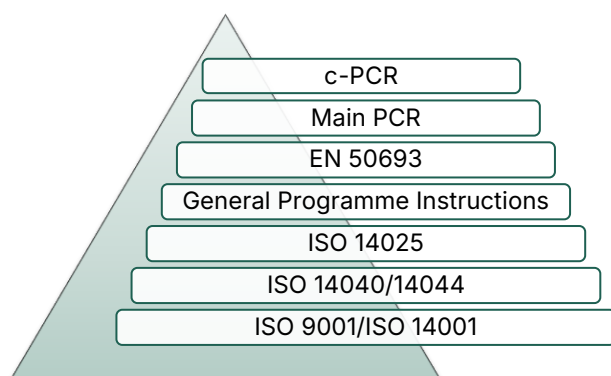 c-PCR
Main PCR
EN 50693
General Programme Instructions
ISO 14025
ISO 14040/14044
ISO 9001/ISO 14001